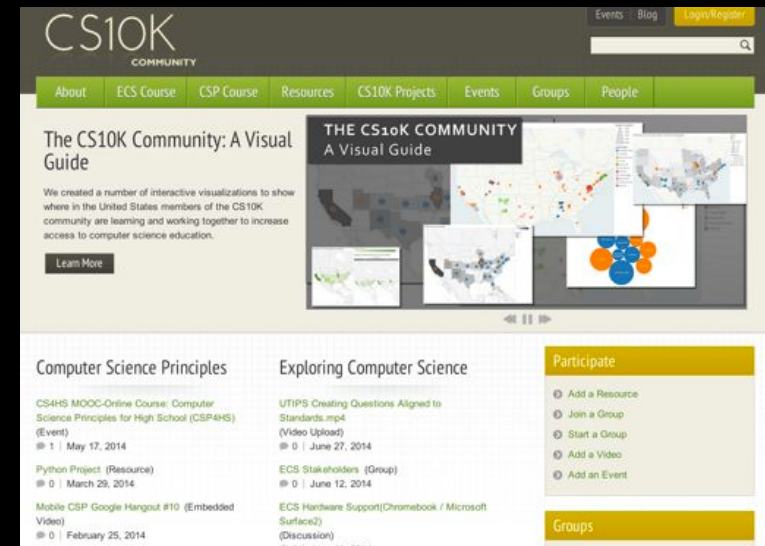 CS10K
COMMUNITY
Events Blog Login/Register
About ECS Course CSP Course Resources CS10K Projects Events Groups People
The CS10K Community: A Visual
Guide
We created a number of interactive visualizations to show
where in the United States members of the CS10K
community are learning and working together to increase
access to computer science education.
Learn More
THE CS10K COMMUNITY
A Visual Guide
Computer Science Principles
CS4HS MOOC-Online Course: Computer
Science Principles for High School (CSP4HS)
(Event)
1 | May 17, 2014
Python Project (Resource)
0 | March 29, 2014
Mobile CSP Google Hangout #10 (Embedded
Video)
0 | February 25, 2014
Exploring Computer Science
UTIPS Creating Questions Aligned to
Standards.mp4
(Video Upload)
0 | June 27, 2014
ECS Stakeholders (Group)
0 | June 12, 2014
ECS Hardware Support(Chromebook / Microsoft
Surface2)
(Discussion)
Participate
Add a Resource
Join a Group
Start a Group
Add a Video
Add an Event
Groups